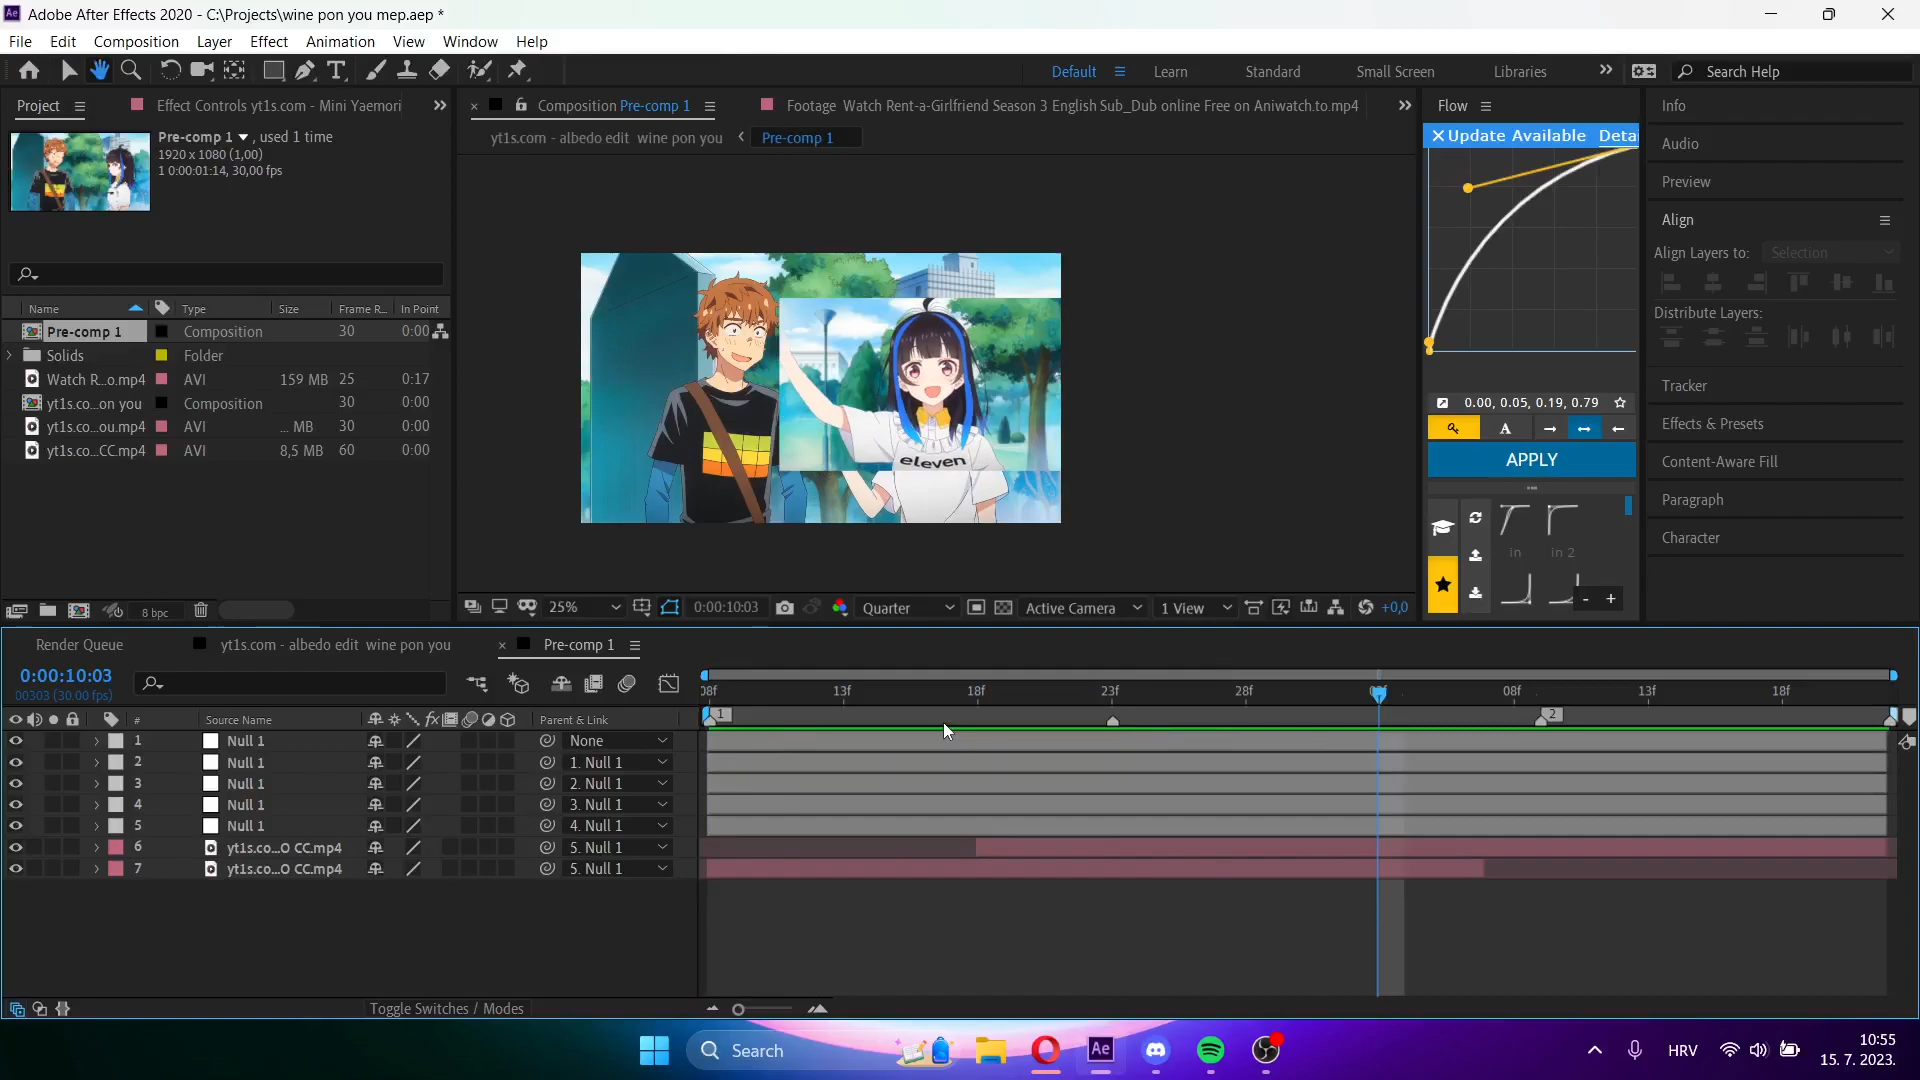 Ae Adobe After Effects 2020 - C:\Projects\wine pon you mep.aep *
File Edit Composition Layer Effect Animation View Window Help
T Default Learn Standard Small Screen Libraries Search Help
Project Effect Controls yt1s.com - Mini Yaemori
Composition Pre-comp 1 Footage Watch Rent-a-Girlfriend Season 3 English Sub_Dub online Free on Aniwatch.to.mp4
Flow
Info
Pre-comp 1 , used 1 time
1920 x 1080 (1,00)
1 0:00:01:14, 30,00 fps
yt1s.com - albedo edit wine pon you Pre-comp 1
Update Available Detai
Audio
Preview
Align
Align Layers to: Selection
Distribute Layers:
Tracker
Effects & Presets
Content-Aware Fill
Paragraph
Character
0.00, 0.05, 0.19, 0.79
A
APPLY
in in 2
- +
Name Type Size Frame R... In Point
Pre-comp 1 Composition 30 0:00
Solids Folder
Watch R...o.mp4 AVI 159 MB 25 0:17
yt1s.co...on you Composition 30 0:00
yt1s.co...ou.mp4 AVI ... MB 30 0:00
yt1s.co...CC.mp4 AVI 8,5 MB 60 0:00
eleven
8 bpc
25% 0:00:10:03 Quarter Active Camera 1 View +0,0
Render Queue yt1s.com - albedo edit wine pon you Pre-comp 1
0:00:10:03
00303 (30.00 fps)
08f 13f 18f 23f 28f 08f 13f 18f
1 2
# Source Name fx Parent & Link
1 Null 1 None
2 Null 1 1. Null 1
3 Null 1 2. Null 1
4 Null 1 3. Null 1
5 Null 1 4. Null 1
6 yt1s.co...O CC.mp4 5. Null 1
7 yt1s.co...O CC.mp4 5. Null 1
Toggle Switches / Modes
Search
Ae
HRV
10:55
15. 7. 2023.